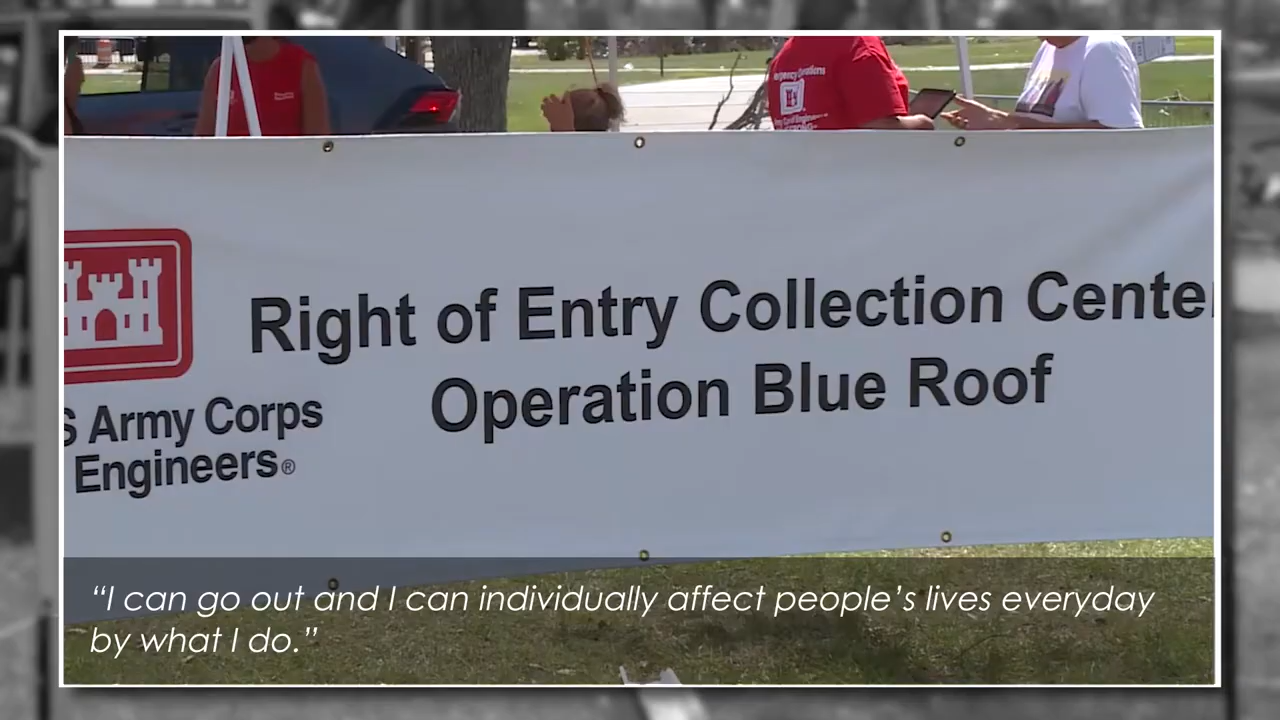 Right of Entry Collection Cente
Operation Blue Roof
S Army Corps
Engineers®
“I can go out and I can individually affect people’s lives everyday
by what I do.”